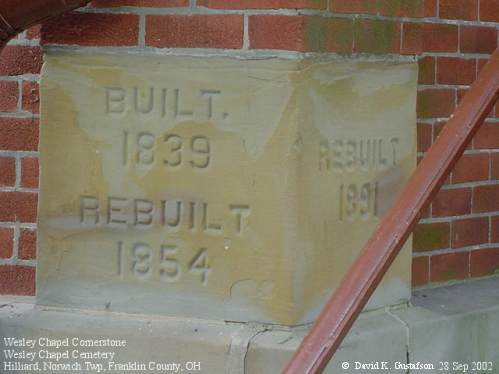 BUILT.
1839
REBUILT
1854
REBUILT
1891
Wesley Chapel Cornerstone
Wesley Chapel Cemetery
Hilliard, Norwich Twp, Franklin County, OH
© David K. Gustafson 28 Sep 2002